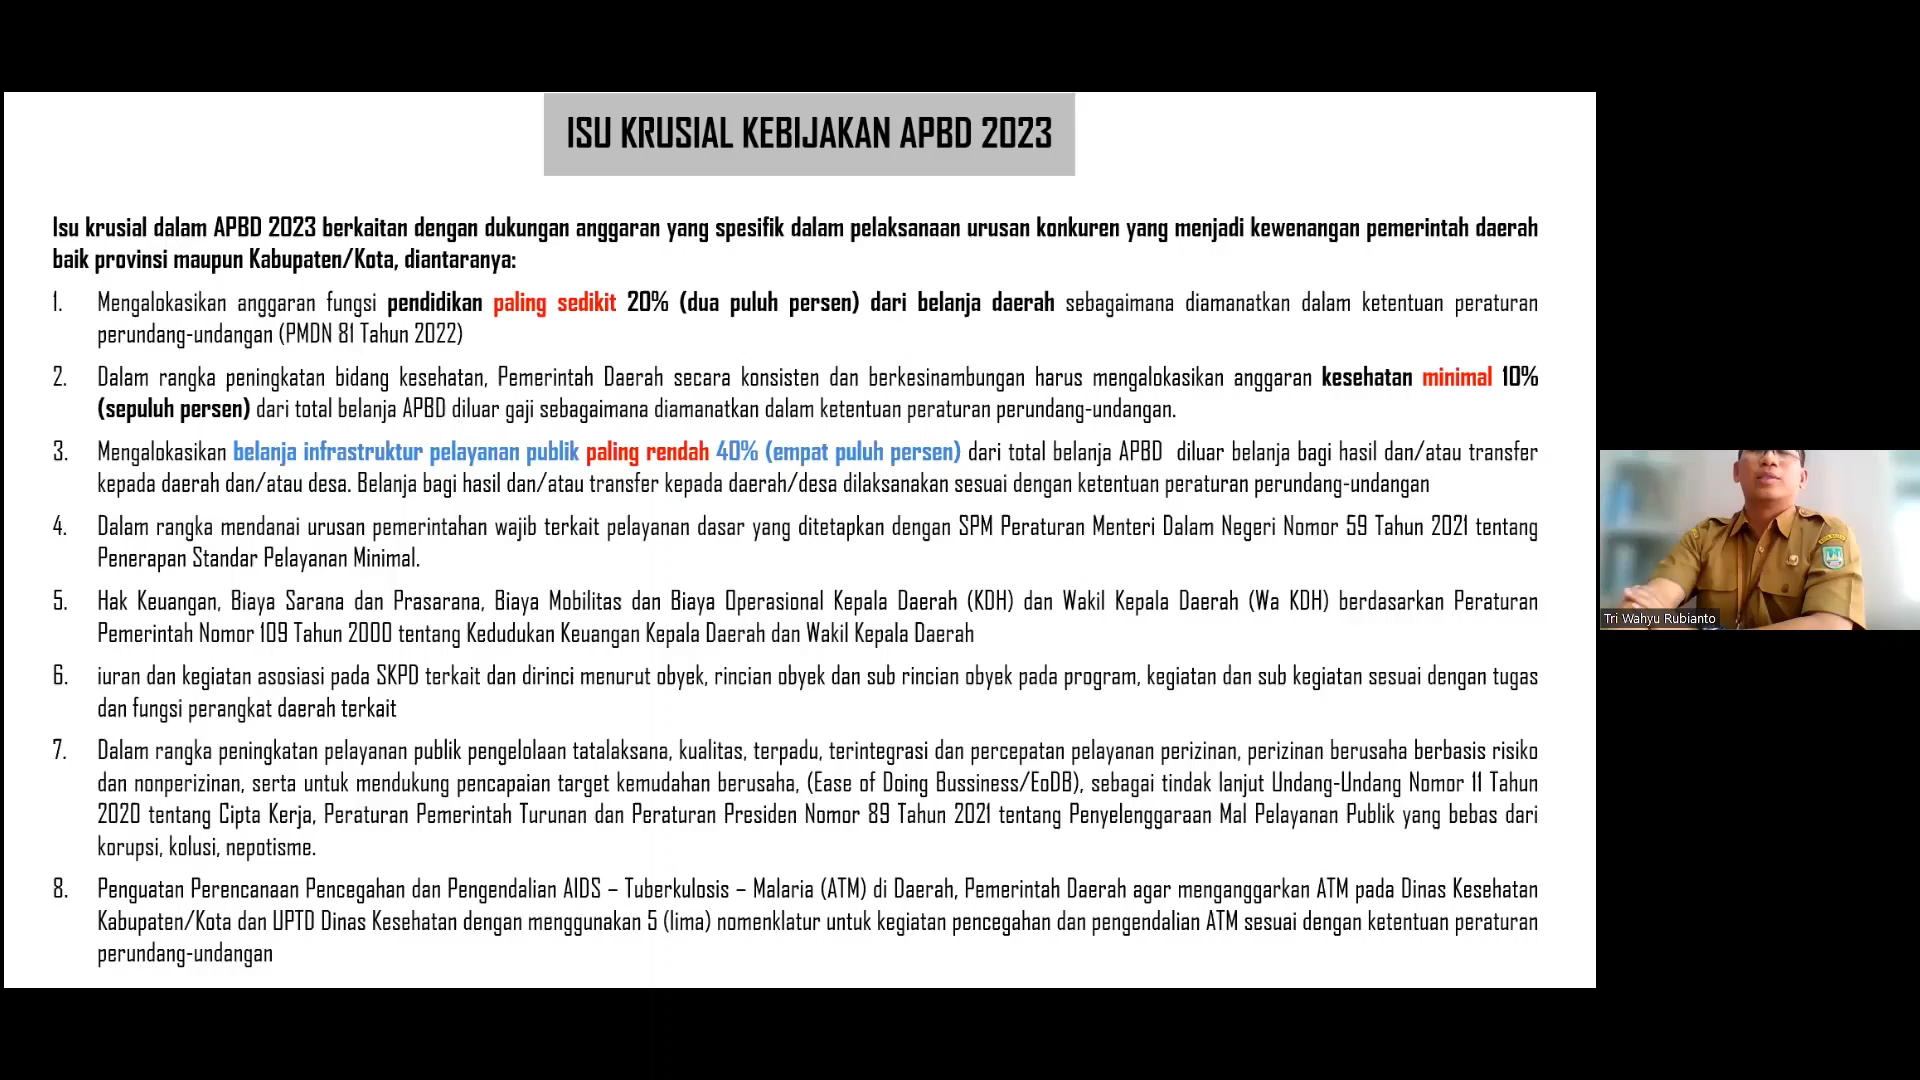 ISU KRUSIAL KEBIJAKAN APBD 2023
Isu krusial dalam APBD 2023 berkaitan dengan dukungan anggaran yang spesifik dalam pelaksanaan urusan konkuren yang menjadi kewenangan pemerintah daerah
baik provinsi maupun Kabupaten/Kota, diantaranya:
1. Mengalokasikan anggaran fungsi pendidikan paling sedikit 20% (dua puluh persen) dari belanja daerah sebagaimana diamanatkan dalam ketentuan peraturan
perundang-undangan (PMDN 81 Tahun 2022)
2. Dalam rangka peningkatan bidang kesehatan, Pemerintah Daerah secara konsisten dan berkesinambungan harus mengalokasikan anggaran kesehatan minimal 10%
(sepuluh persen) dari total belanja APBD diluar gaji sebagaimana diamanatkan dalam ketentuan peraturan perundang-undangan.
3. Mengalokasikan belanja infrastruktur pelayanan publik paling rendah 40% (empat puluh persen) dari total belanja APBD diluar belanja bagi hasil dan/atau transfer
kepada daerah dan/atau desa. Belanja bagi hasil dan/atau transfer kepada daerah/desa dilaksanakan sesuai dengan ketentuan peraturan perundang-undangan
4. Dalam rangka mendanai urusan pemerintahan wajib terkait pelayanan dasar yang ditetapkan dengan SPM Peraturan Menteri Dalam Negeri Nomor 59 Tahun 2021 tentang
Penerapan Standar Pelayanan Minimal.
5. Hak Keuangan, Biaya Sarana dan Prasarana, Biaya Mobilitas dan Biaya Operasional Kepala Daerah (KDH) dan Wakil Kepala Daerah (Wa KDH) berdasarkan Peraturan
Pemerintah Nomor 109 Tahun 2000 tentang Kedudukan Keuangan Kepala Daerah dan Wakil Kepala Daerah
6. iuran dan kegiatan asosiasi pada SKPD terkait dan dirinci menurut obyek, rincian obyek dan sub rincian obyek pada program, kegiatan dan sub kegiatan sesuai dengan tugas
dan fungsi perangkat daerah terkait
7. Dalam rangka peningkatan pelayanan publik pengelolaan tatalaksana, kualitas, terpadu, terintegrasi dan percepatan pelayanan perizinan, perizinan berusaha berbasis risiko
dan nonperizinan, serta untuk mendukung pencapaian target kemudahan berusaha, (Ease of Doing Bussiness/EoDB), sebagai tindak lanjut Undang-Undang Nomor 11 Tahun
2020 tentang Cipta Kerja, Peraturan Pemerintah Turunan dan Peraturan Presiden Nomor 89 Tahun 2021 tentang Penyelenggaraan Mal Pelayanan Publik yang bebas dari
korupsi, kolusi, nepotisme.
8. Penguatan Perencanaan Pencegahan dan Pengendalian AIDS – Tuberkulosis – Malaria (ATM) di Daerah, Pemerintah Daerah agar menganggarkan ATM pada Dinas Kesehatan
Kabupaten/Kota dan UPTD Dinas Kesehatan dengan menggunakan 5 (lima) nomenklatur untuk kegiatan pencegahan dan pengendalian ATM sesuai dengan ketentuan peraturan
perundang-undangan
Tri Wahyu Rubianto